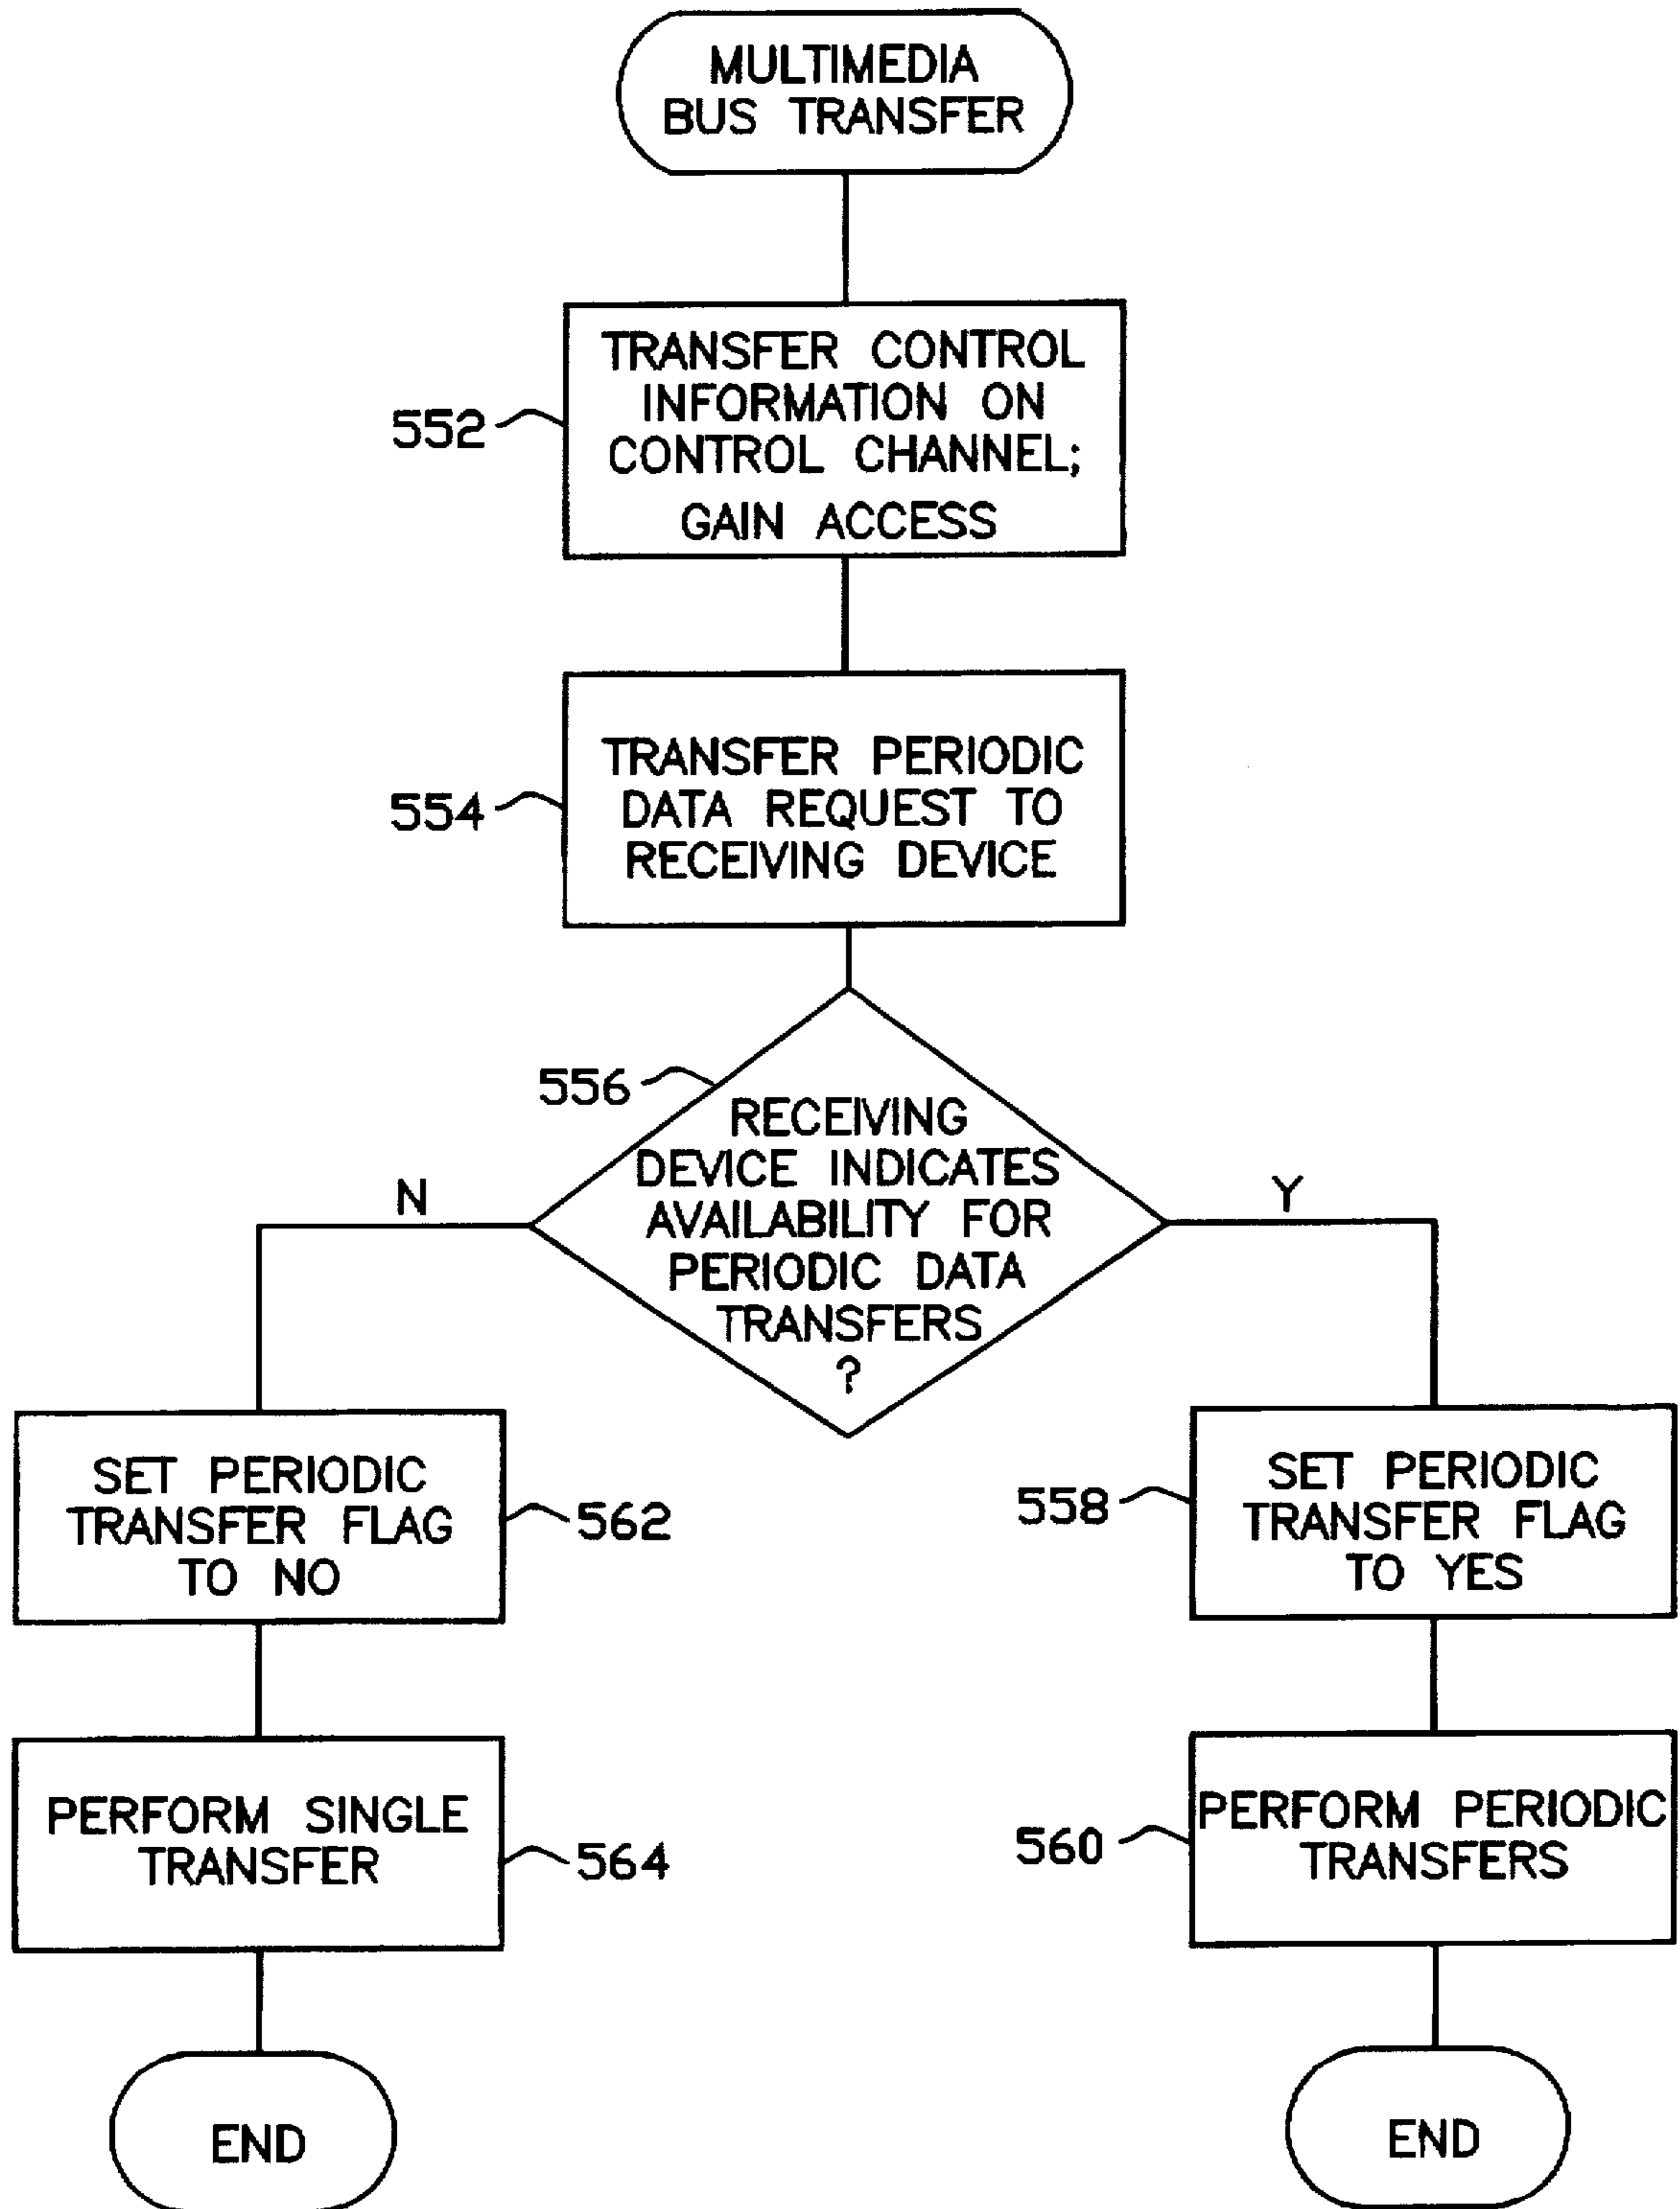 MULTIMEDIA
BUS TRANSFER
552
TRANSFER CONTROL
INFORMATION ON
CONTROL CHANNEL;
GAIN ACCESS
554
TRANSFER PERIODIC
DATA REQUEST TO
RECEIVING DEVICE
556
RECEIVING
DEVICE INDICATES
AVAILABILITY FOR
PERIODIC DATA
TRANSFERS
?
N
Y
SET PERIODIC
TRANSFER FLAG
TO NO
562
558
SET PERIODIC
TRANSFER FLAG
TO YES
PERFORM SINGLE
TRANSFER
564
560
PERFORM PERIODIC
TRANSFERS
END
END